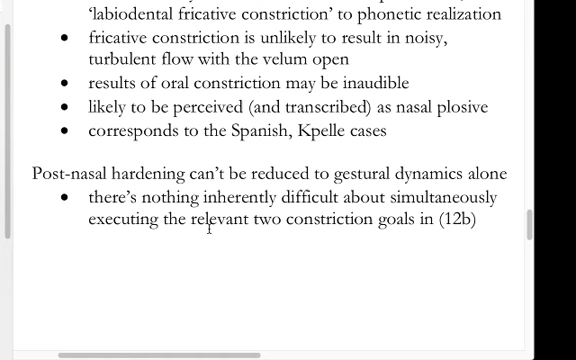 'labiodental fricative constriction' to phonetic realization
• fricative constriction is unlikely to result in noisy,
turbulent flow with the velum open
• results of oral constriction may be inaudible
• likely to be perceived (and transcribed) as nasal plosive
• corresponds to the Spanish, Kpelle cases
Post-nasal hardening can't be reduced to gestural dynamics alone
• there's nothing inherently difficult about simultaneously
executing the relevant two constriction goals in (12b)